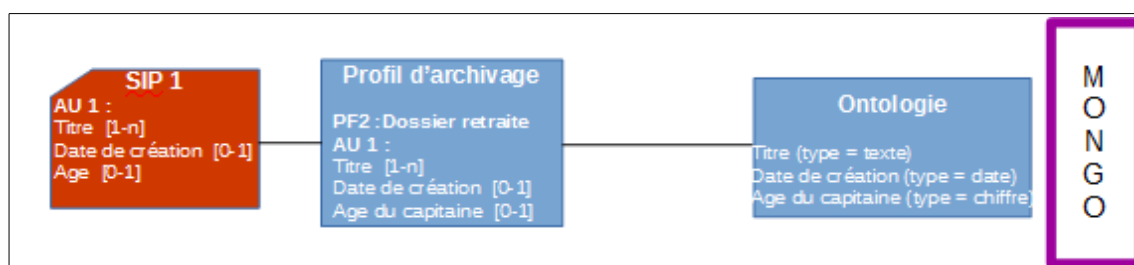 SIP 1
AU 1 :
Titre [1-n]
Date de création [0-1]
Age [0-1]
Profil d’archivage
PF2 : Dossier retraite
AU 1 :
Titre [1-n]
Date de création [0-1]
Age du capitaine [0-1]
Ontologie
Titre (type = texte)
Date de création (type = date)
Age du capitaine (type = chiffre)
M
O
N
G
O